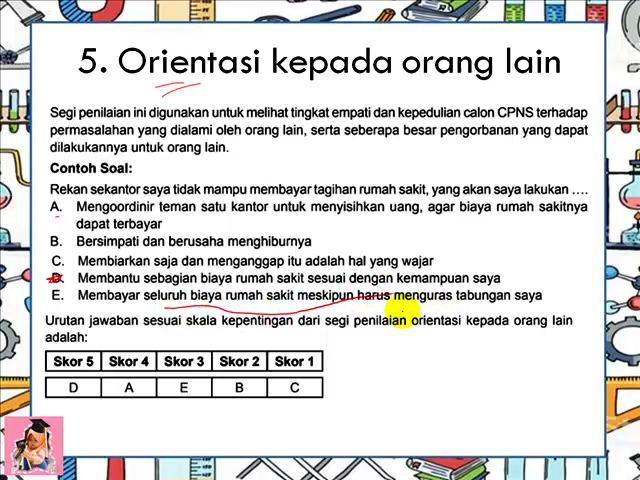 5. Orientasi kepada orang lain
Segi penilaian ini digunakan untuk melihat tingkat empati dan kepedulian calon CPNS terhadap
permasalahan yang dialami oleh orang lain, serta seberapa besar pengorbanan yang dapat
dilakukannya untuk orang lain.
Contoh Soal:
Rekan sekantor saya tidak mampu membayar tagihan rumah sakit, yang akan saya lakukan ....
A. Mengoordinir teman satu kantor untuk menyisihkan uang, agar biaya rumah sakitnya
dapat terbayar
B. Bersimpati dan berusaha menghiburnya
C. Membiarkan saja dan menganggap itu adalah hal yang wajar
D. Membantu sebagian biaya rumah sakit sesuai dengan kemampuan saya
E. Membayar seluruh biaya rumah sakit meskipun harus menguras tabungan saya
Urutan jawaban sesuai skala kepentingan dari segi penilaian orientasi kepada orang lain
adalah:
Skor 5 Skor 4 Skor 3 Skor 2 Skor 1
D A E B C